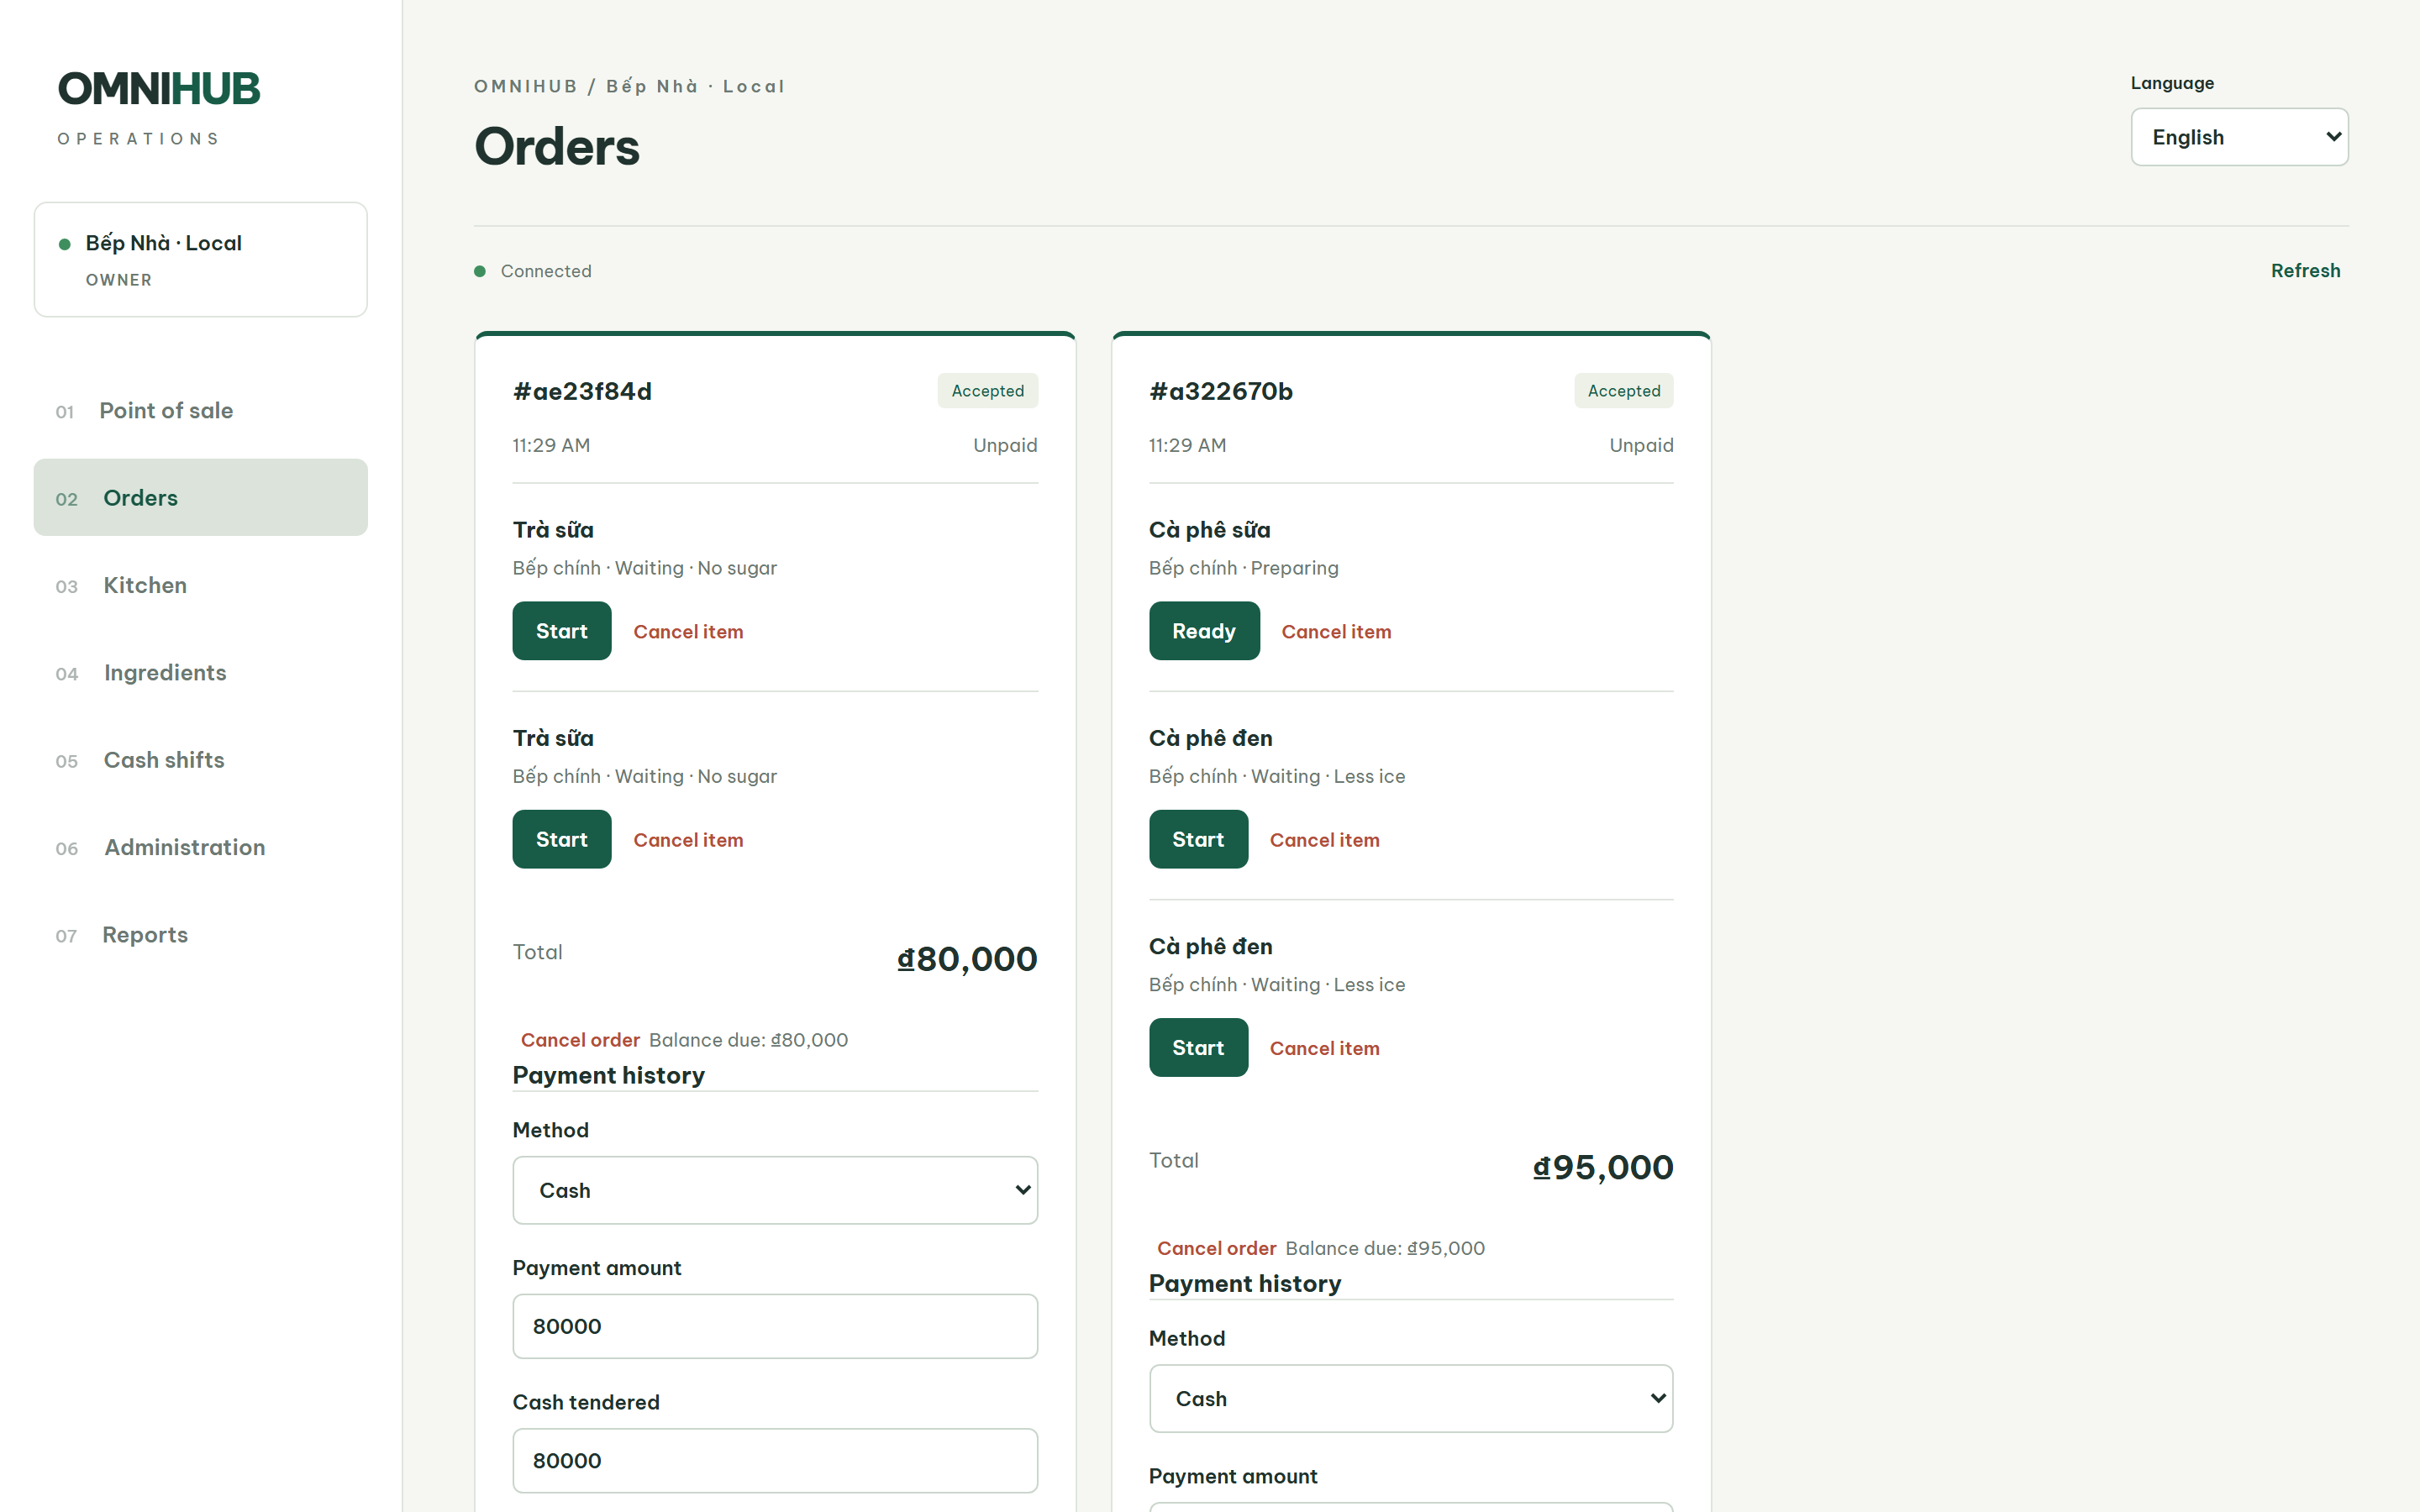 OMNIHUB
OPERATIONS
Bếp Nhà · Local
OWNER
01 Point of sale
02 Orders
03 Kitchen
04 Ingredients
05 Cash shifts
06 Administration
07 Reports
OMNIHUB / Bếp Nhà · Local
Orders
Language
English
Connected
Refresh
#ae23f84d
Accepted
11:29 AM
Unpaid
Trà sữa
Bếp chính · Waiting · No sugar
Start
Cancel item
Trà sữa
Bếp chính · Waiting · No sugar
Start
Cancel item
Total
₫80,000
Cancel order
Balance due: ₫80,000
Payment history
Method
Cash
Payment amount
80000
Cash tendered
80000
#a322670b
Accepted
11:29 AM
Unpaid
Cà phê sữa
Bếp chính · Preparing
Ready
Cancel item
Cà phê đen
Bếp chính · Waiting · Less ice
Start
Cancel item
Cà phê đen
Bếp chính · Waiting · Less ice
Start
Cancel item
Total
₫95,000
Cancel order
Balance due: ₫95,000
Payment history
Method
Cash
Payment amount